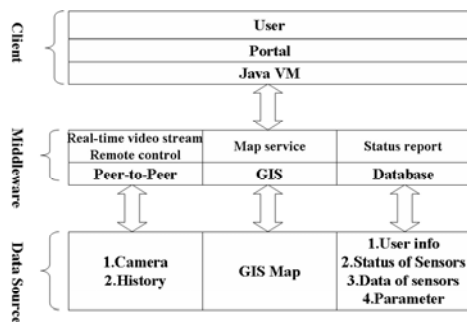 Client
User
Portal
Java VM
Middleware
Real-time video stream
Remote control
Map service
Status report
Peer-to-Peer
GIS
Database
Data Source
1.Camera
2.History
GIS Map
1.User info
2.Status of Sensors
3.Data of sensors
4.Parameter